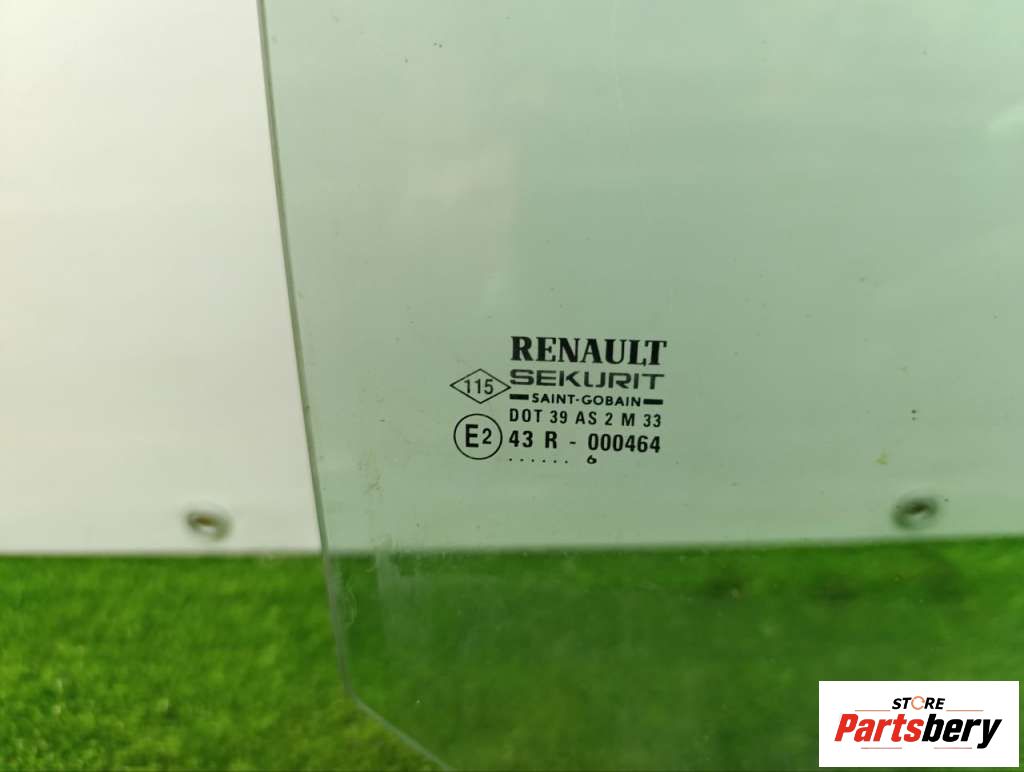 RENAULT
115 SEKURIT
SAINT-GOBAIN
DOT 39 AS 2 M 33
E2 43 R - 000464
...... 6
STORE
Partsbery